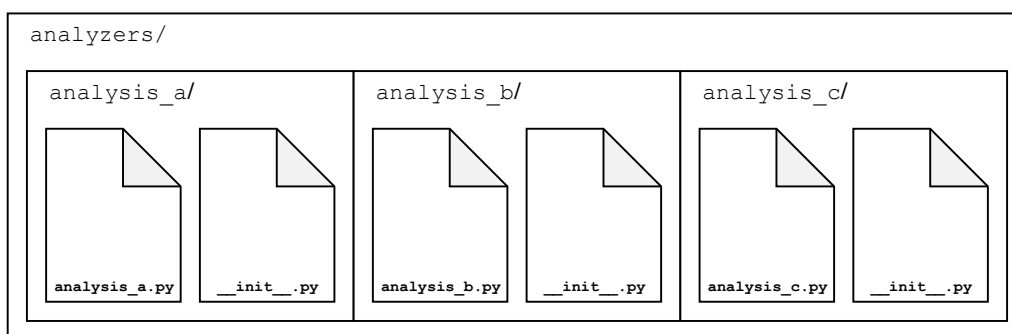 analyzers/
analysis_a/
analysis_b/
analysis_c/
analysis_a.py
__init__.py
analysis_b.py
__init__.py
analysis_c.py
__init__.py